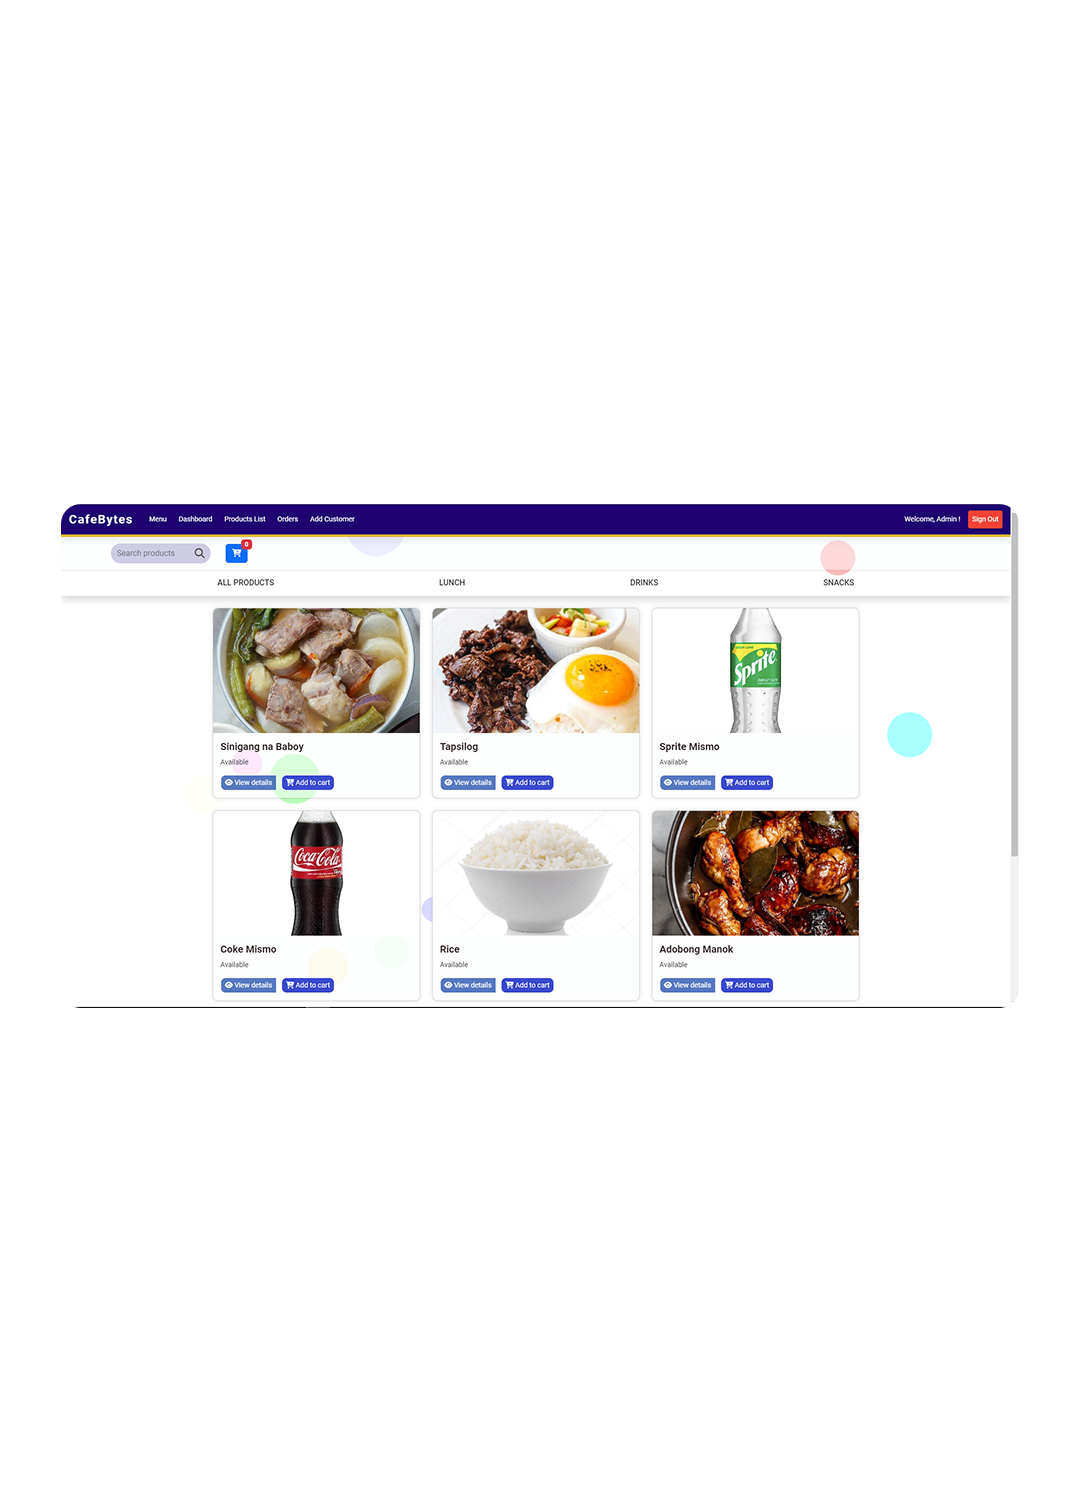 CafeBytes Menu Dashboard Products List Orders Add Customer Welcome, Admin ! Sign Out
Search products 0
ALL PRODUCTS LUNCH DRINKS SNACKS
Sprite
Sinigang na Baboy Tapsilog Sprite Mismo
Available Available Available
View details Add to cart View details Add to cart View details Add to cart
Coca-Cola
Coke Mismo Rice Adobong Manok
Available Available Available
View details Add to cart View details Add to cart View details Add to cart